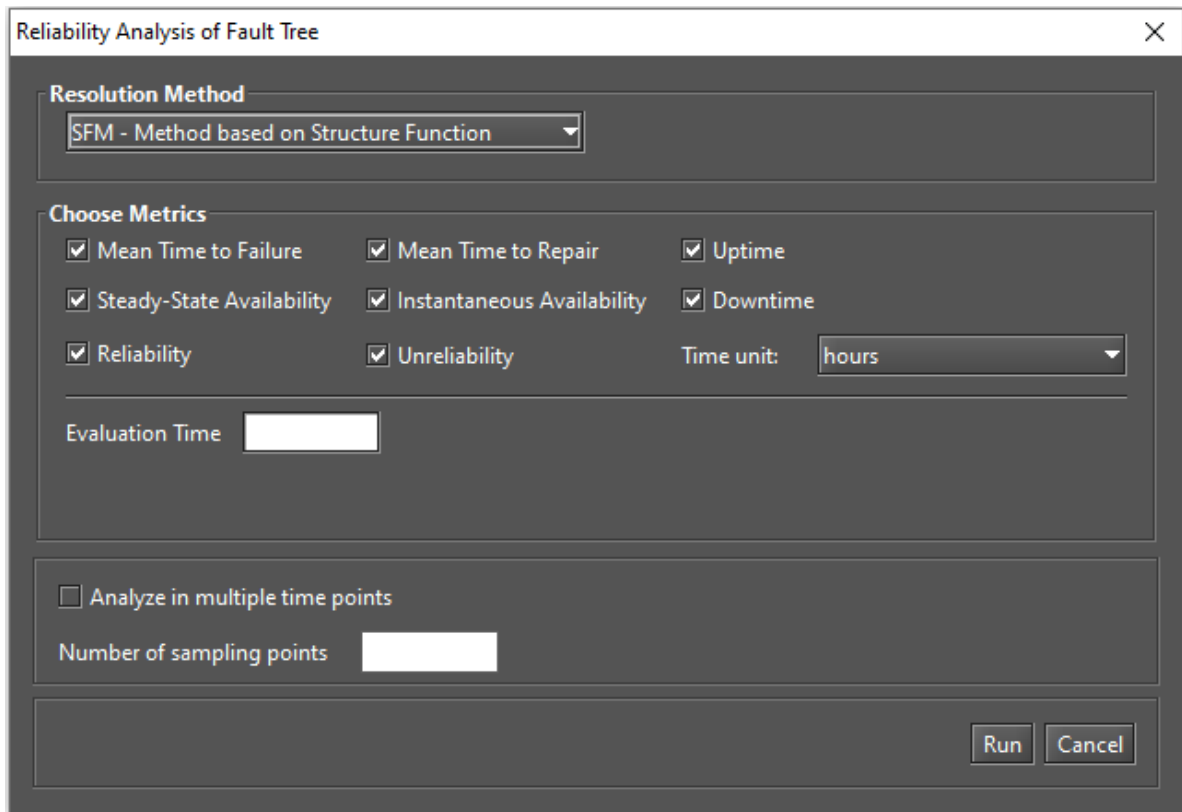 Reliability Analysis of Fault Tree
Resolution Method
SFM - Method based on Structure Function
Choose Metrics
Mean Time to Failure Mean Time to Repair Uptime
Steady-State Availability Instantaneous Availability Downtime
Reliability Unreliability Time unit: hours
Evaluation Time
Analyze in multiple time points
Number of sampling points
Run Cancel